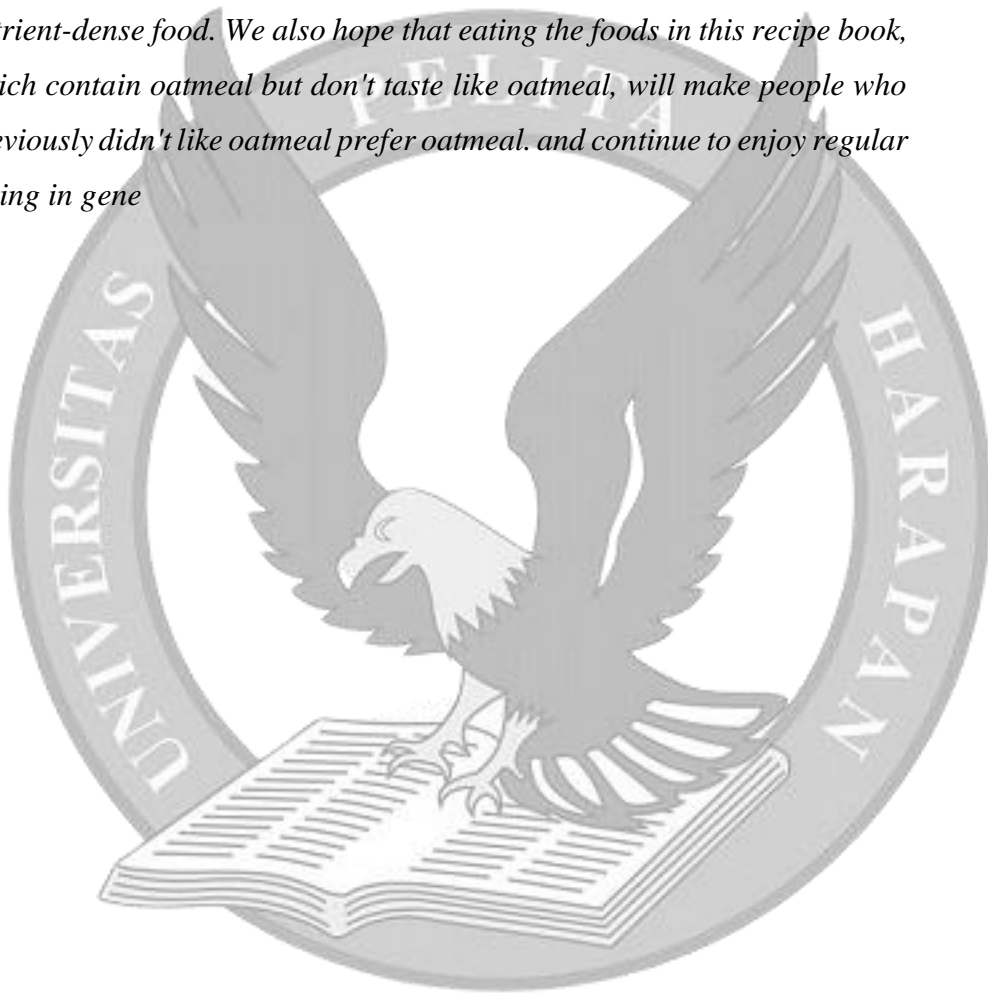 trient-dense food. We also hope that eating the foods in this recipe book,
ich contain oatmeal but don't taste like oatmeal, will make people who
eviously didn't like oatmeal prefer oatmeal. and continue to enjoy regular
ing in gene
UNIVERSITAS PELITA HARAPAN